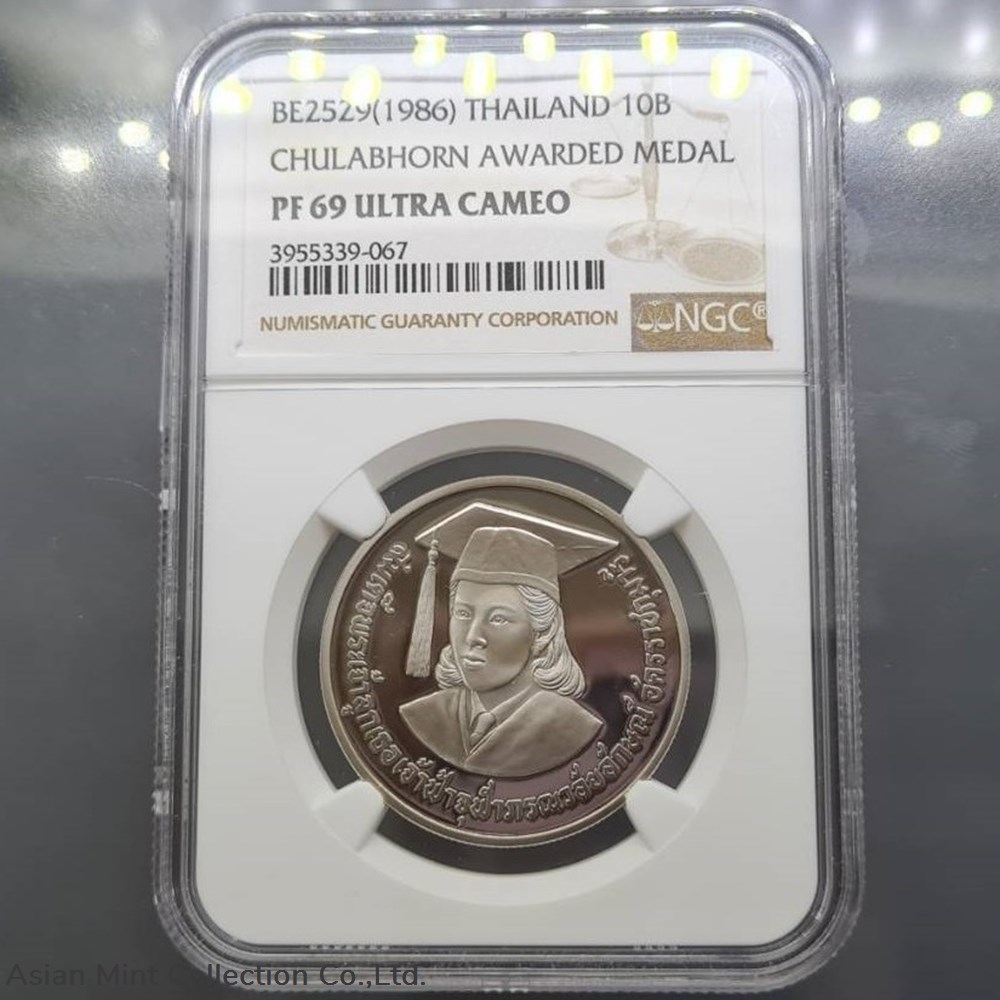 BE2529(1986) THAILAND 10B
CHULABHORN AWARDED MEDAL
PF 69 ULTRA CAMEO
3955339-067
NUMISMATIC GUARANTY CORPORATION
NGC®
สมเด็จพระเจ้าลูกเธอเจ้าฟ้าจุฬาภรณวลัยลักษณ์ อัครราชกุมารี
Asian Mint Collection Co.,Ltd.